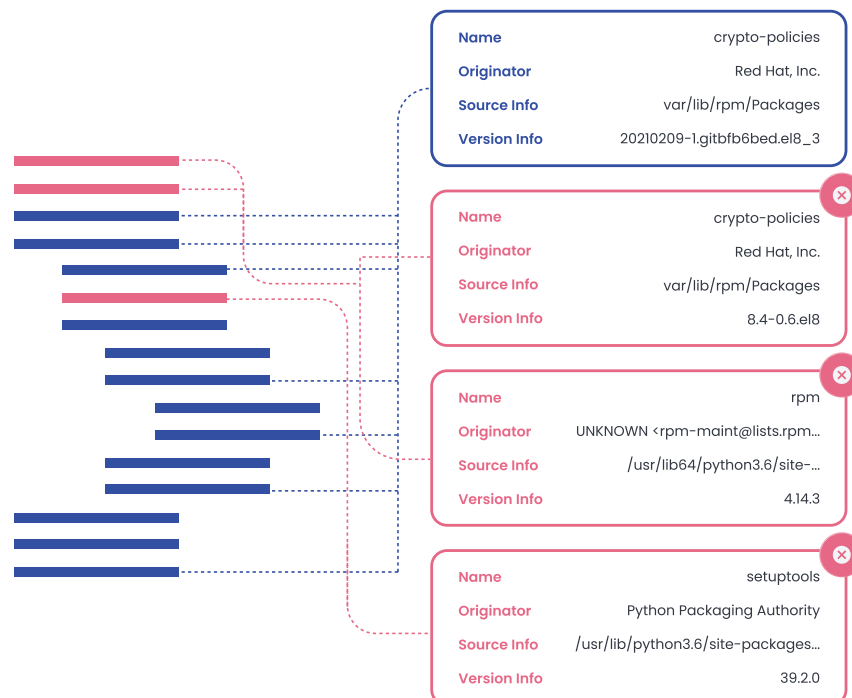 Name crypto-policies
Originator Red Hat, Inc.
Source Info var/lib/rpm/Packages
Version Info 20210209-1.gitbfb6bed.el8_3
Name crypto-policies
Originator Red Hat, Inc.
Source Info var/lib/rpm/Packages
Version Info 8.4-0.6.el8
Name rpm
Originator UNKNOWN <rpm-maint@lists.rpm...
Source Info /usr/lib64/python3.6/site-...
Version Info 4.14.3
Name setuptools
Originator Python Packaging Authority
Source Info /usr/lib/python3.6/site-packages...
Version Info 39.2.0